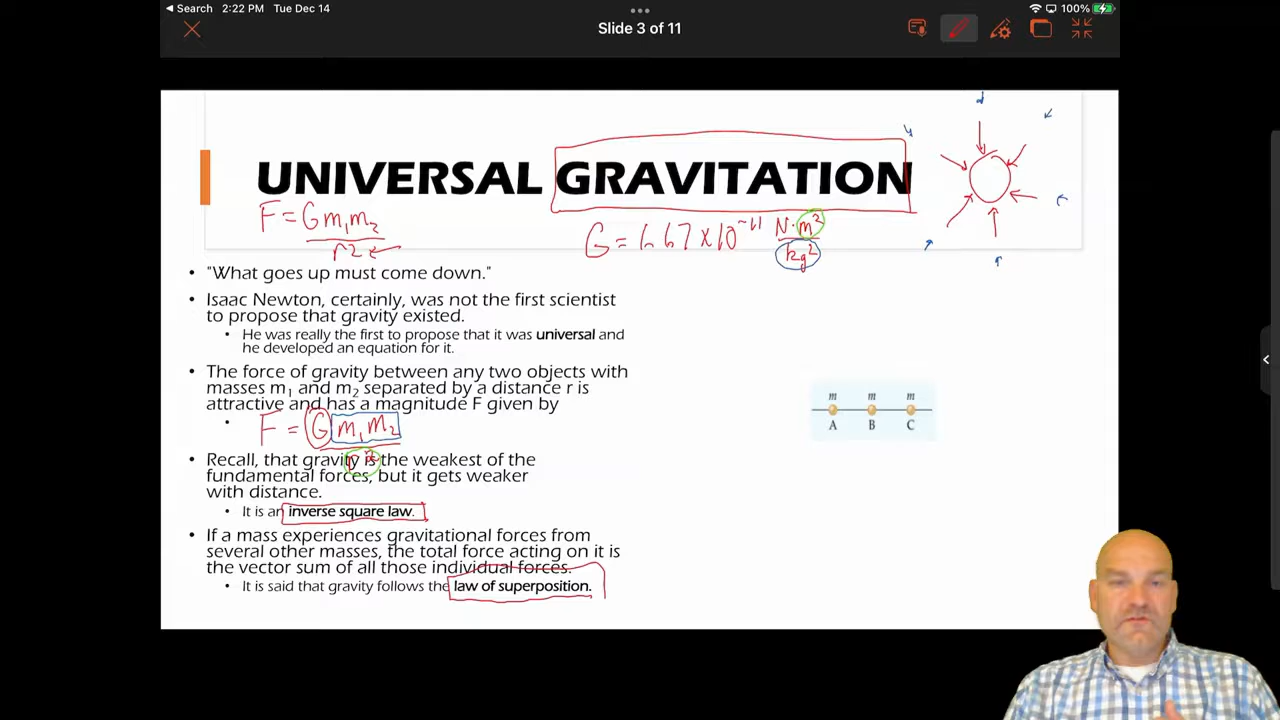 Search 2:22 PM Tue Dec 14 100%
Slide 3 of 11
UNIVERSAL GRAVITATION
F = Gm1m2
r2
G = 6.67 x 10^-11 N·m²
kg²
• "What goes up must come down."
• Isaac Newton, certainly, was not the first scientist
to propose that gravity existed.
• He was really the first to propose that it was universal and
he developed an equation for it.
• The force of gravity between any two objects with
masses m₁ and m₂ separated by a distance r is
attractive and has a magnitude F given by
• F = G m₁ m₂
r²
• Recall, that gravity is the weakest of the
fundamental forces, but it gets weaker
with distance.
• It is an inverse square law.
• If a mass experiences gravitational forces from
several other masses, the total force acting on it is
the vector sum of all those individual forces.
• It is said that gravity follows the law of superposition.
m m m
A B C